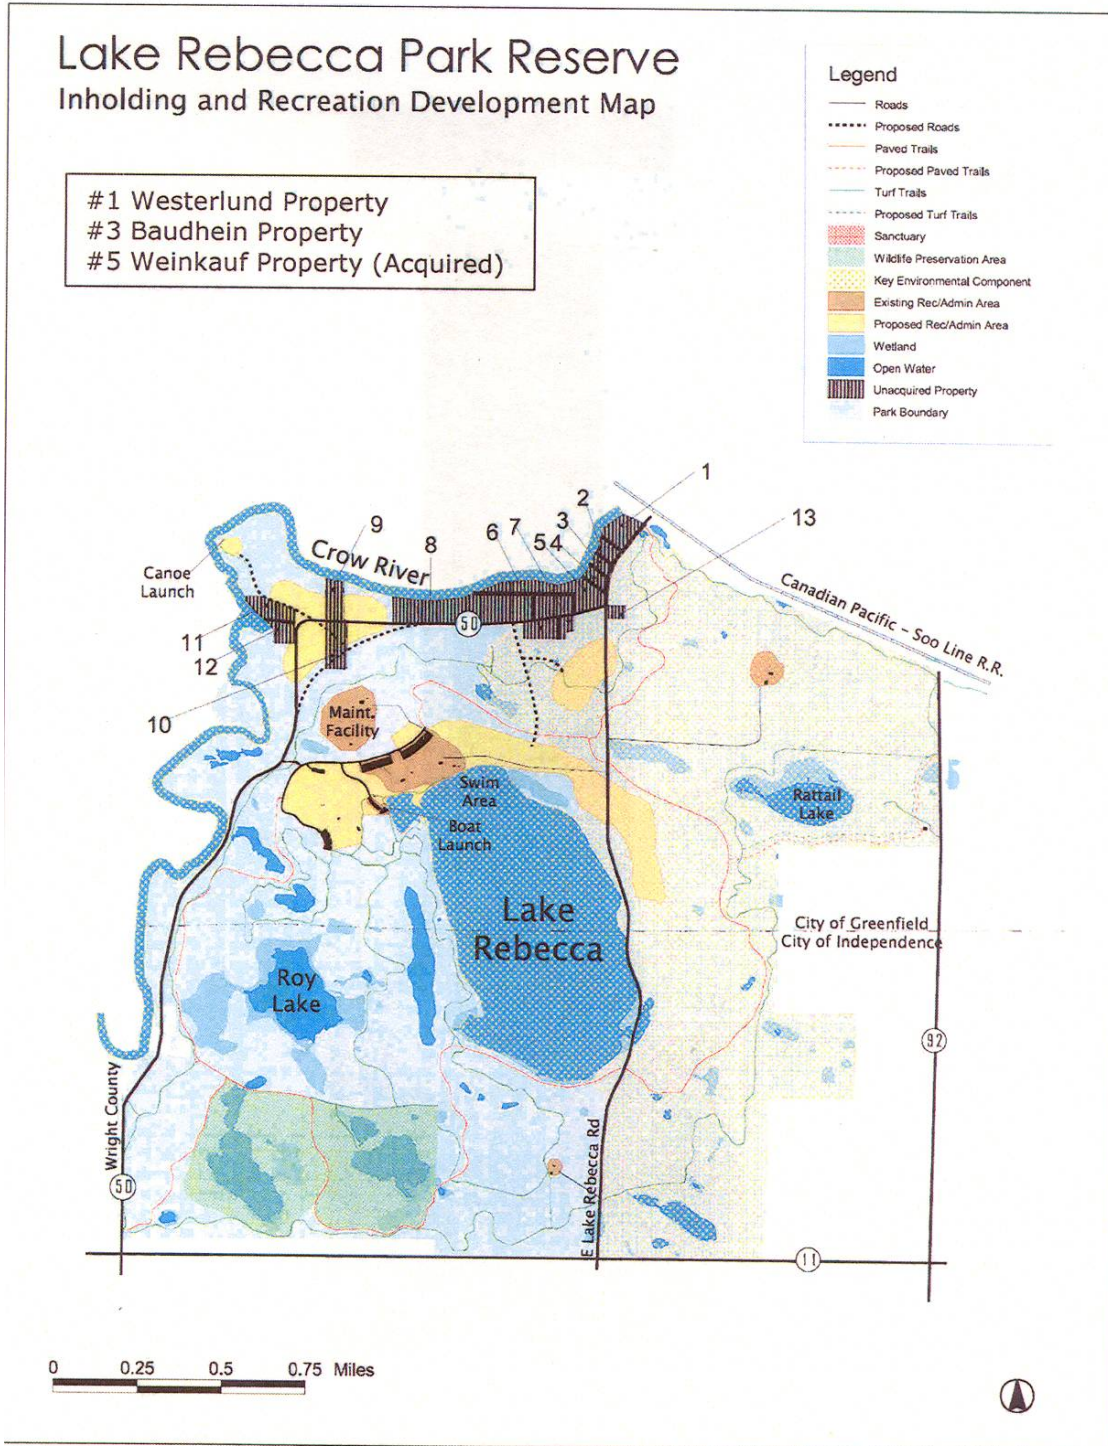 Lake Rebecca Park Reserve
Inholding and Recreation Development Map
#1 Westerlund Property
#3 Baudhein Property
#5 Weinkauf Property (Acquired)
Legend
Roads
Proposed Roads
Paved Trails
Proposed Paved Trails
Turf Trails
Proposed Turf Trails
Sanctuary
Wildlife Preservation Area
Key Environmental Component
Existing Rec/Admin Area
Proposed Rec/Admin Area
Wetland
Open Water
Unacquired Property
Park Boundary
1
2
3
13
9
7
6
5
4
8
Crow River
Canoe
Launch
Canadian Pacific - Soo Line R.R.
50
11
12
10
Maint.
Facility
Swim
Area
Boat
Launch
Rattail
Lake
Lake
Rebecca
City of Greenfield
City of Independence
Roy
Lake
92
Wright County
50
E Lake Rebecca Rd
11
0 0.25 0.5 0.75 Miles